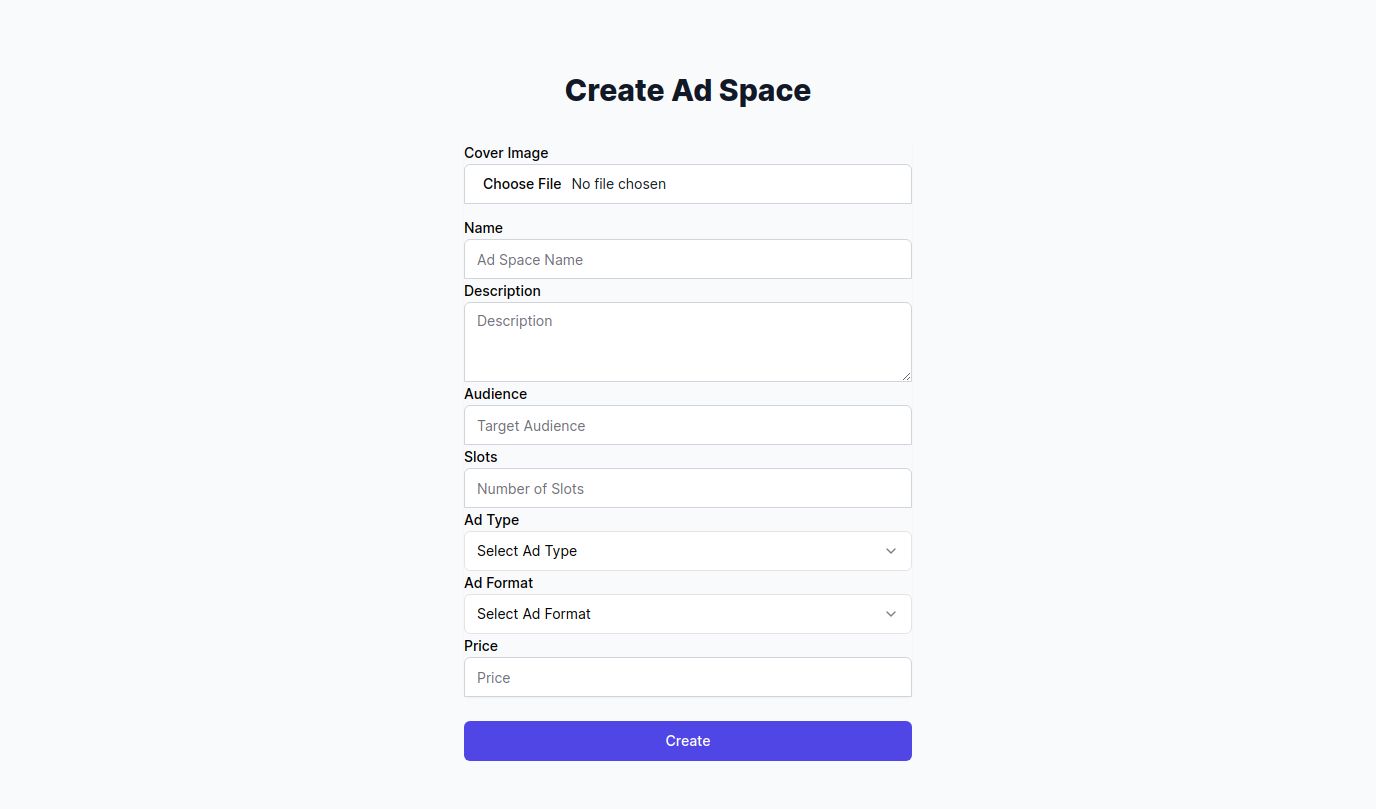 Create Ad Space
Cover Image
Choose File No file chosen
Name
Ad Space Name
Description
Description
Audience
Target Audience
Slots
Number of Slots
Ad Type
Select Ad Type
Ad Format
Select Ad Format
Price
Price
Create